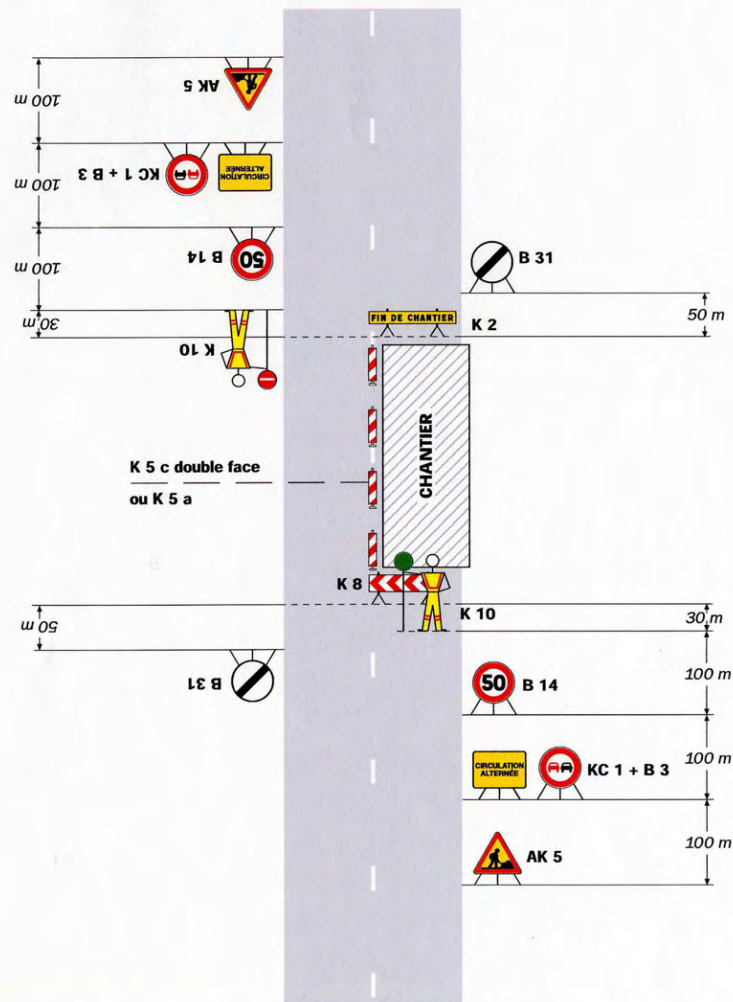 AK 5
100 m
KC 1 + B 3
CIRCULATION
ALTERNÉE
100 m
B 14
50
100 m
B 31
K 10
30 m
FIN DE CHANTIER
K 2
50 m
CHANTIER
K 5 c double face
ou K 5 a
K 8
K 10
30 m
50 m
B 31
50
B 14
100 m
CIRCULATION
ALTERNÉE
KC 1 + B 3
100 m
AK 5
100 m